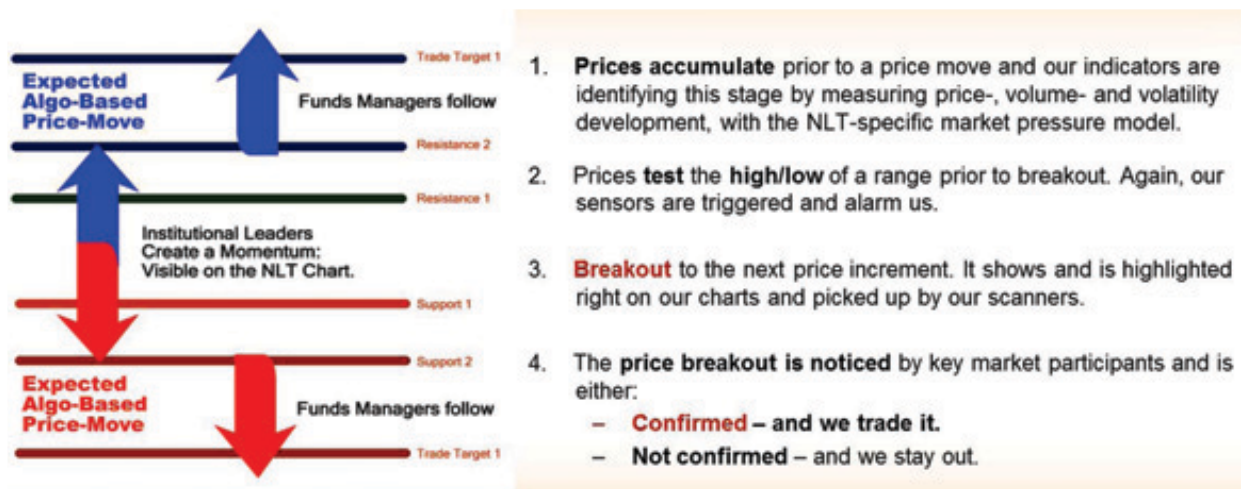 Trade Target 1
Expected
Algo-Based
Price-Move
Funds Managers follow
Resistance 2
Resistance 1
Institutional Leaders
Create a Momentum:
Visible on the NLT Chart.
Support 1
Support 2
Expected
Algo-Based
Price-Move
Funds Managers follow
Trade Target 1
1. Prices accumulate prior to a price move and our indicators are
identifying this stage by measuring price-, volume- and volatility
development, with the NLT-specific market pressure model.
2. Prices test the high/low of a range prior to breakout. Again, our
sensors are triggered and alarm us.
3. Breakout to the next price increment. It shows and is highlighted
right on our charts and picked up by our scanners.
4. The price breakout is noticed by key market participants and is
either:
– Confirmed – and we trade it.
– Not confirmed – and we stay out.